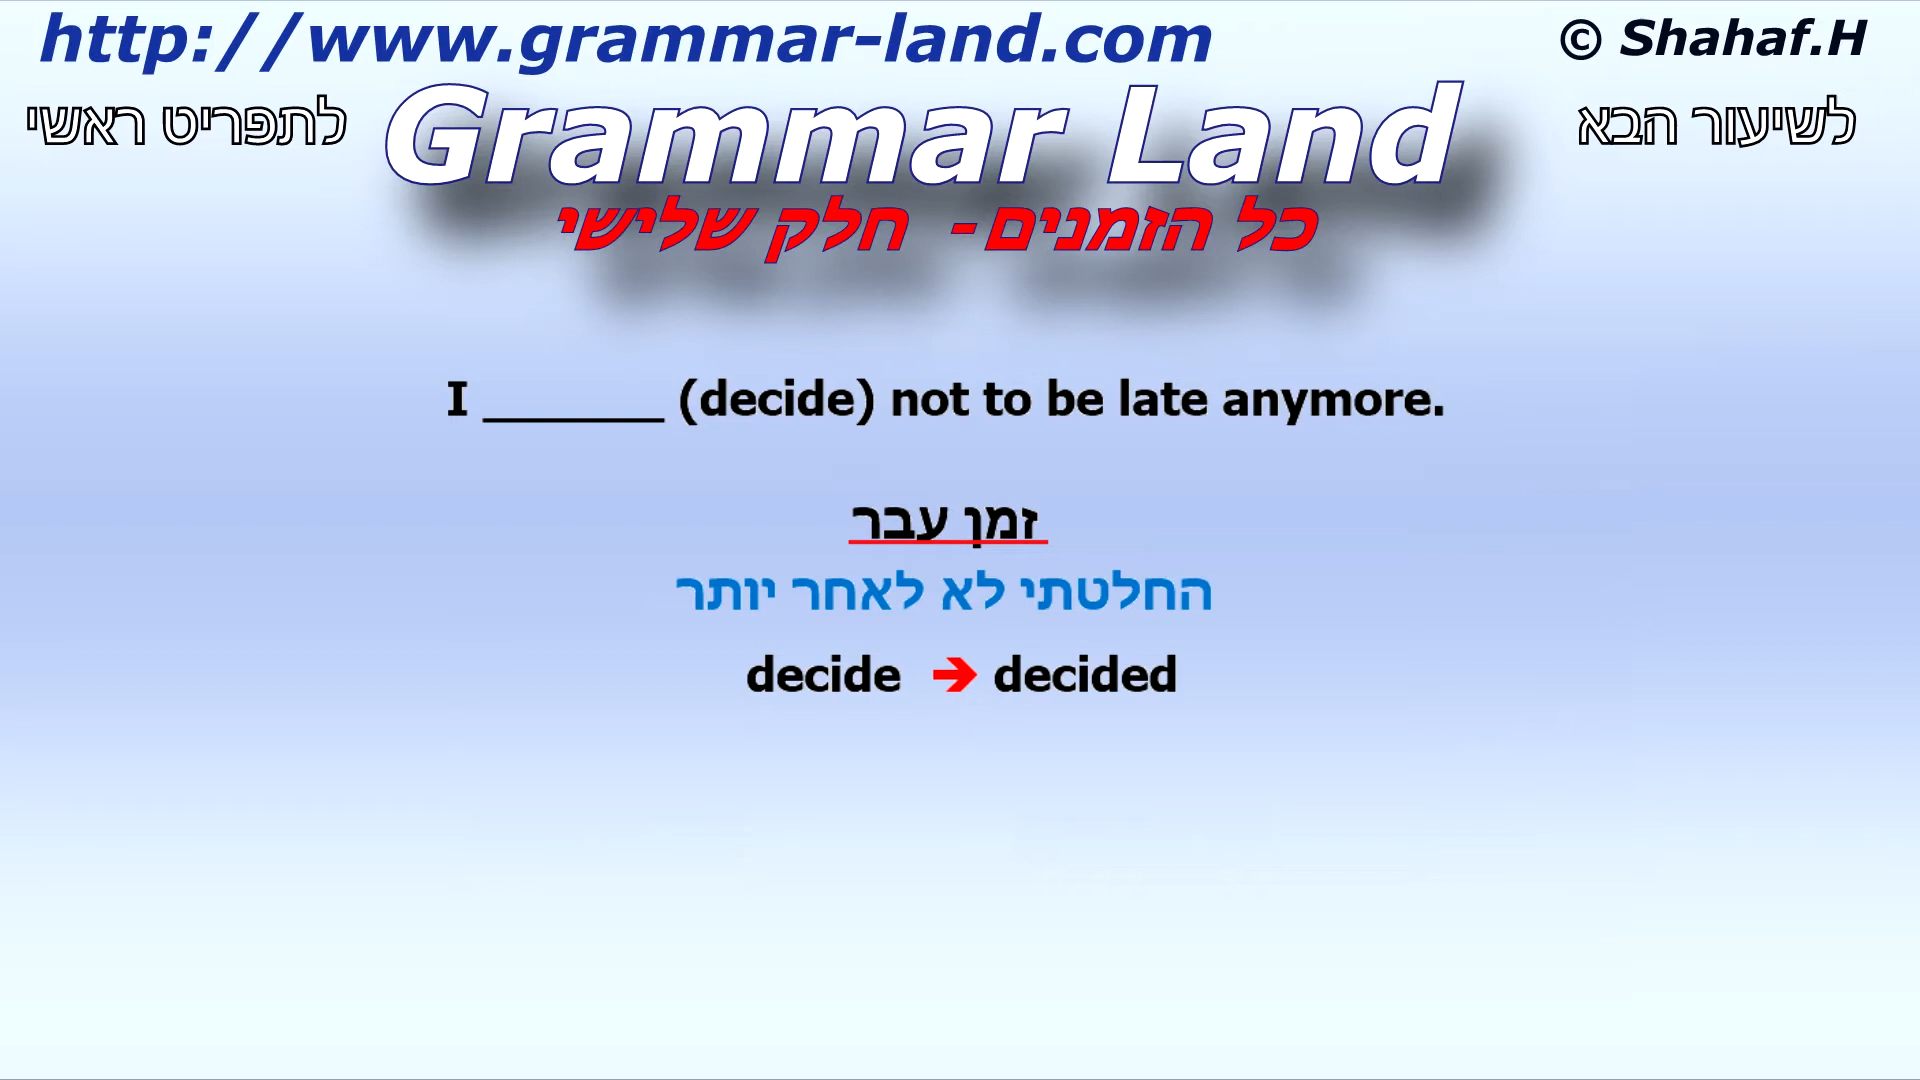 http://www.grammar-land.com
© Shahaf.H
לתפריט ראשי
Grammar Land
לשיעור הבא
כל הזמנים - חלק שלישי
I _______ (decide) not to be late anymore.
זמן עבר
החלטתי לא לאחר יותר
decide ➔ decided